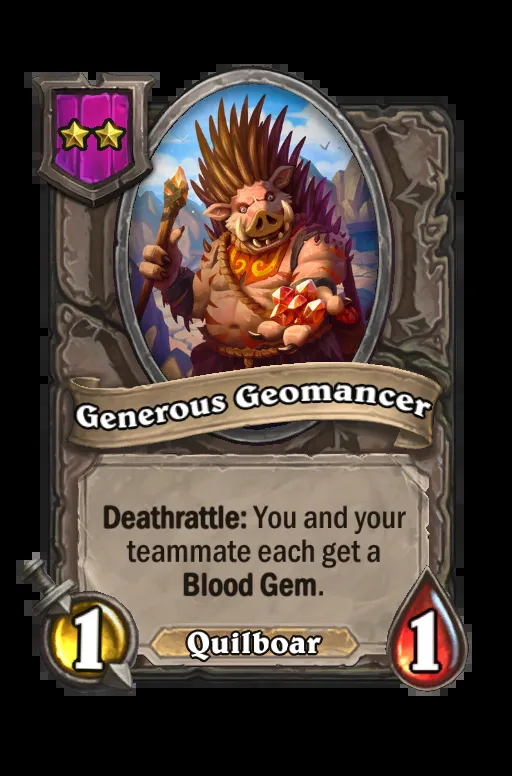 Generous Geomancer
Deathrattle: You and your
teammate each get a
Blood Gem.
1
Quilboar
1